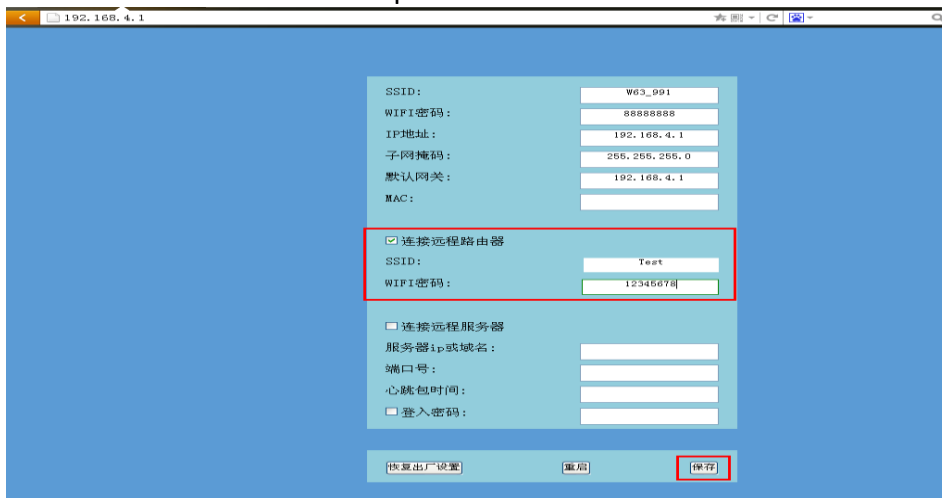 192.168.4.1
SSID: W63_991
WIFI密码: 88888888
IP地址: 192.168.4.1
子网掩码: 255.255.255.0
默认网关: 192.168.4.1
MAC:
连接远程路由器
SSID: Test
WIFI密码: 12345678
连接远程服务器
服务器ip或域名:
端口号:
心跳包时间:
登入密码:
恢复出厂设置 重启 保存